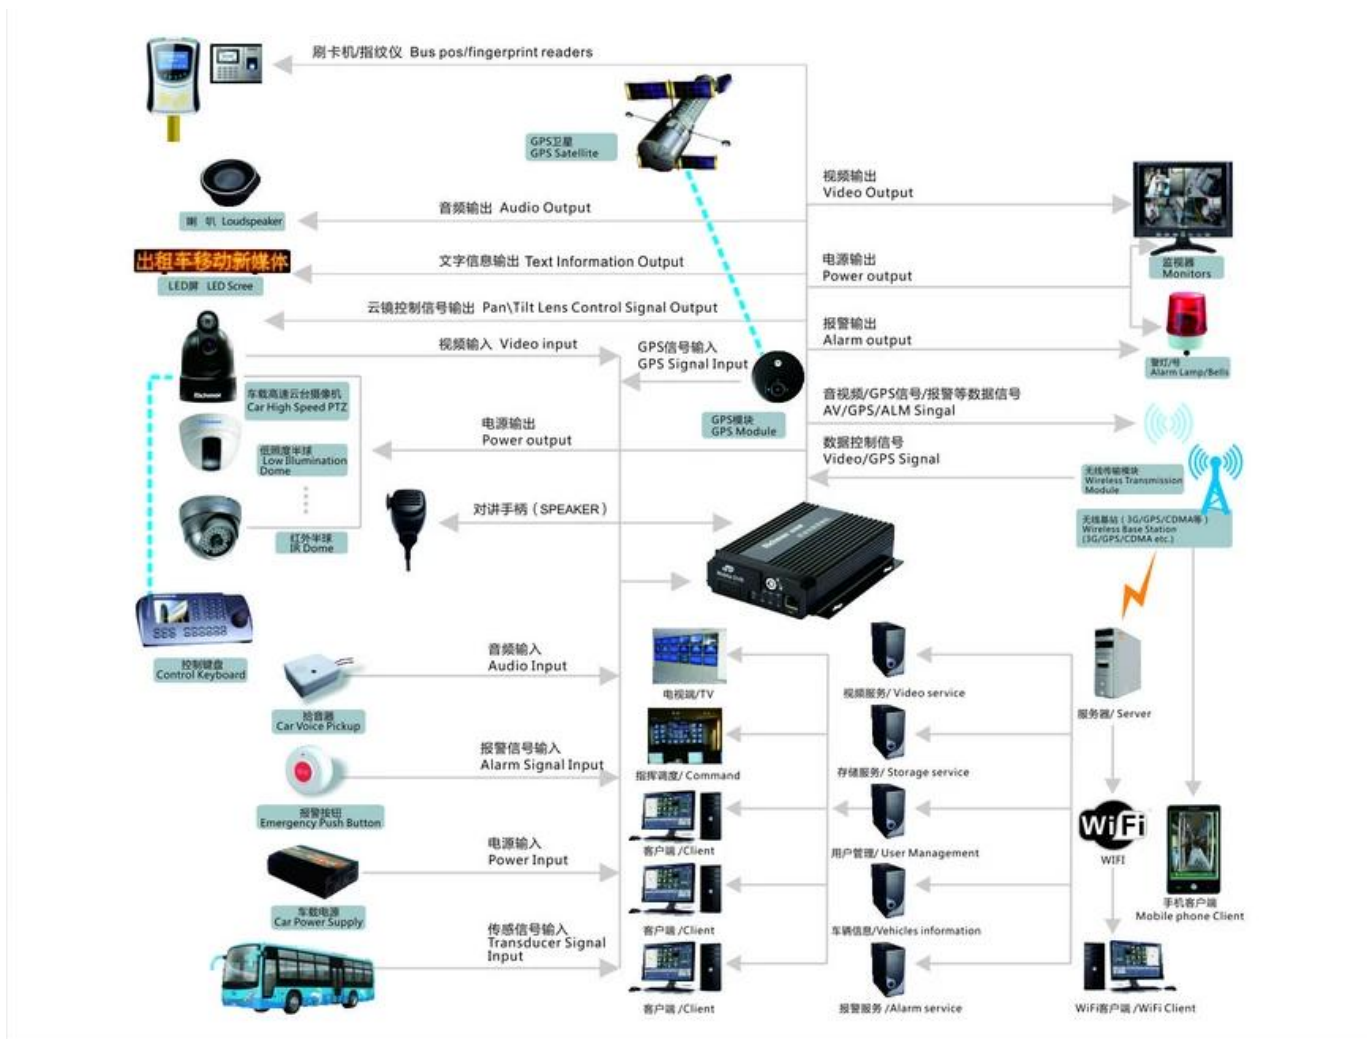 刷卡机/指纹仪 Bus pos/fingerprint readers
GPS卫星
GPS Satellite
视频输出
Video Output
喇 叭 Loudspeaker
音频输出 Audio Output
出租车移动新媒体
LED屏 LED Scree
文字信息输出 Text Information Output
电源输出
Power output
监视器
Monitors
云镜控制信号输出 Pan\Tilt Lens Control Signal Output
报警输出
Alarm output
视频输入 Video input
GPS信号输入
GPS Signal Input
警灯/号
Alarm Lamp/Bells
Richmor
车载高速云台摄像机
Car High Speed PTZ
音视频/GPS信号/报警等数据信号
AV/GPS/ALM Singal
GPS模块
GPS Module
电源输出
Power output
低照度半球
Low Illumination
Dome
数据控制信号
Video/GPS Signal
无线传输模块
Wireless Transmission
Module
对讲手柄（SPEAKER）
无线基站（3G/GPS/CDMA等）
Wireless Base Station
(3G/GPS/CDMA etc.)
红外半球
IR Dome
控制键盘
Control Keyboard
音频输入
Audio Input
拾音器
Car Voice Pickup
电视端/TV
视频服务/ Video service
服务器/ Server
报警信号输入
Alarm Signal Input
指挥调度/ Command
存储服务/ Storage service
报警按钮
Emergency Push Button
WiFi
WIFI
电源输入
Power Input
客户端 /Client
用户管理/ User Management
车载电源
Car Power Supply
手机客户端
Mobile phone Client
传感信号输入
Transducer Signal
Input
客户端 /Client
车辆信息/Vehicles information
客户端 /Client
报警服务 /Alarm service
WiFi客户端 /WiFi Client